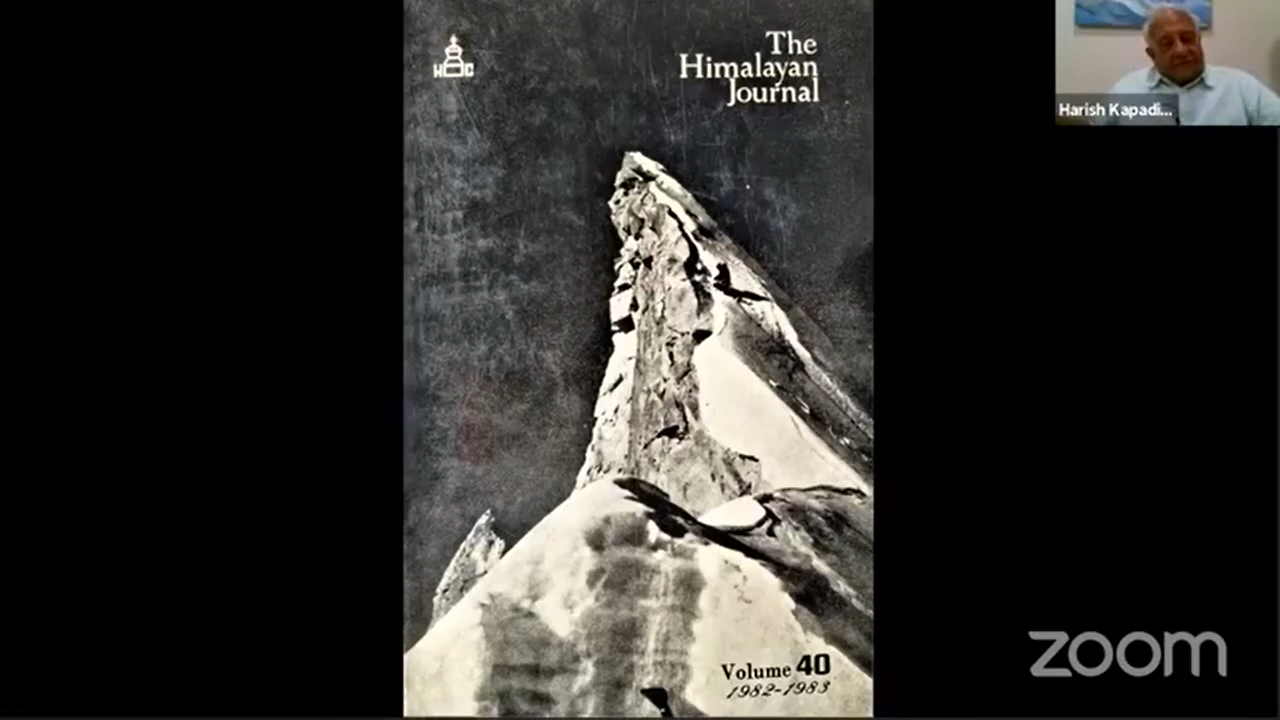 The
Himalayan
Journal
H C
Harish Kapadi...
Volume 40
1982-1983
zoom